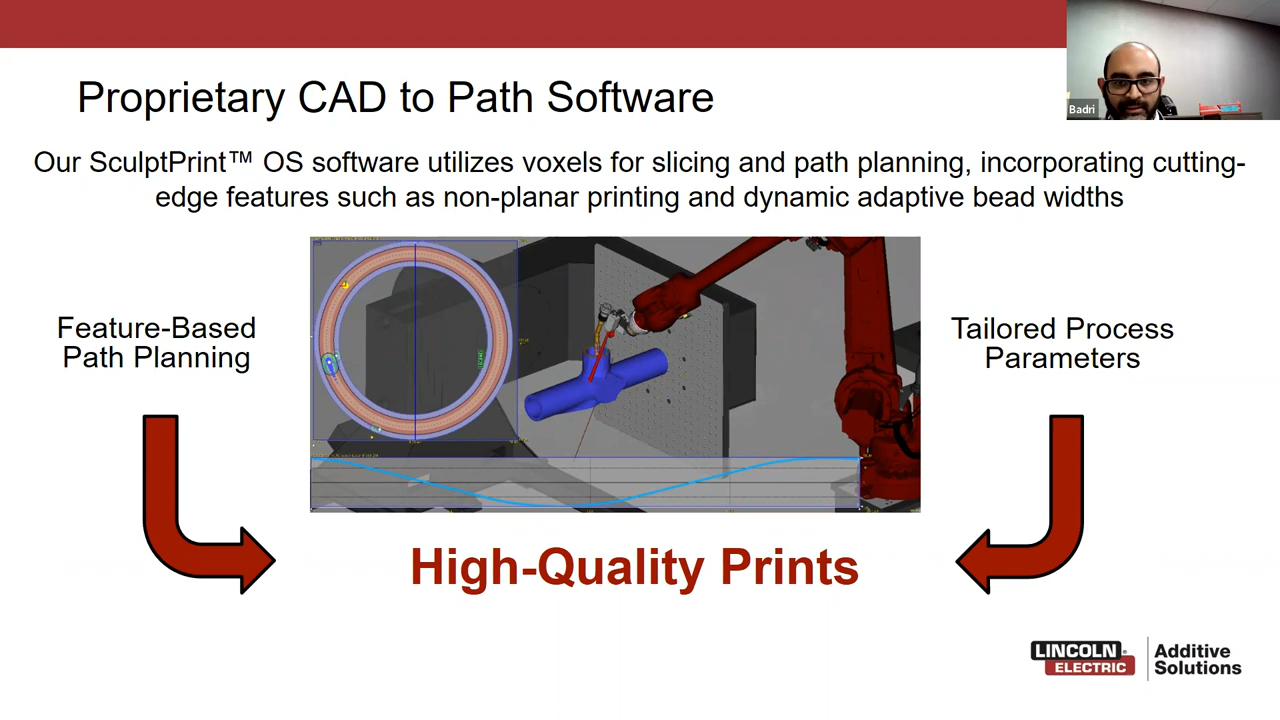 Proprietary CAD to Path Software
Badri
Our SculptPrint™ OS software utilizes voxels for slicing and path planning, incorporating cutting-
edge features such as non-planar printing and dynamic adaptive bead widths
Feature-Based
Path Planning
Tailored Process
Parameters
High-Quality Prints
LINCOLN®
ELECTRIC
Additive
Solutions